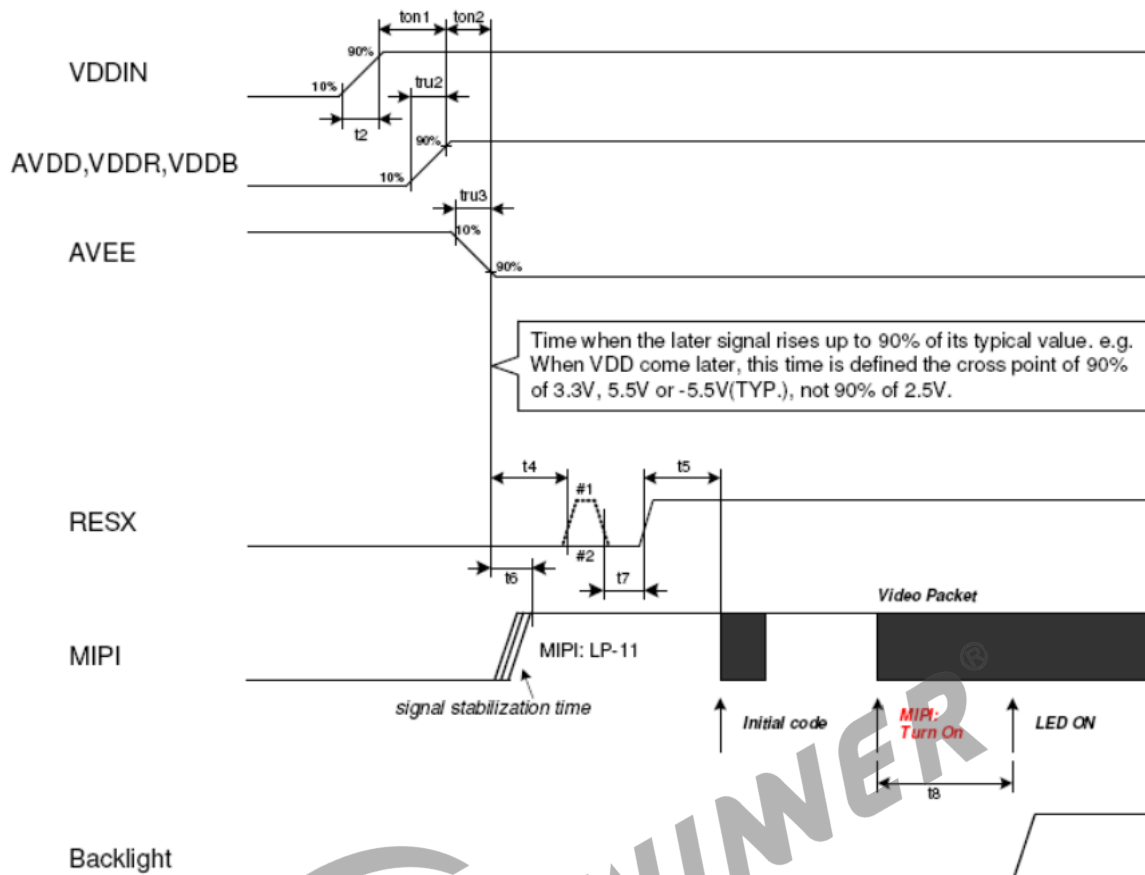 ton1 ton2
VDDIN
90%
10%
tru2
t2
AVDD,VDDR,VDDB
90%
10%
tru3
AVEE
10%
90%
Time when the later signal rises up to 90% of its typical value. e.g.
When VDD come later, this time is defined the cross point of 90%
of 3.3V, 5.5V or -5.5V(TYP.), not 90% of 2.5V.
t4
t5
RESX
#1
#2
t6
t7
Video Packet
MIPI
MIPI: LP-11
signal stabilization time
Initial code
MIPI:
Turn On
LED ON
t8
Backlight